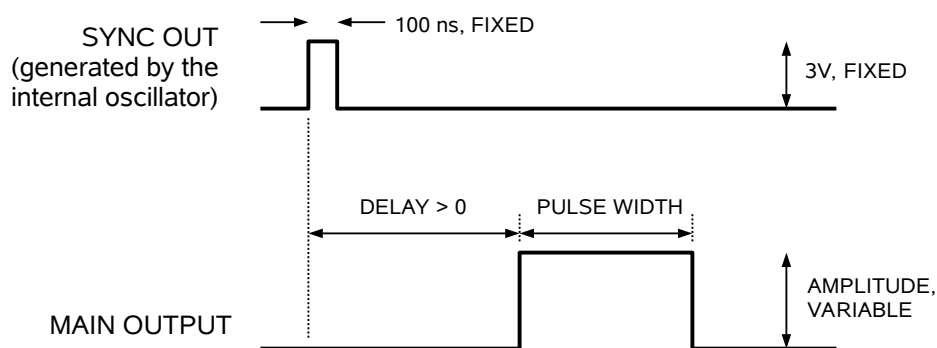 100 ns, FIXED
SYNC OUT
(generated by the
internal oscillator)
3V, FIXED
DELAY > 0
PULSE WIDTH
AMPLITUDE,
VARIABLE
MAIN OUTPUT